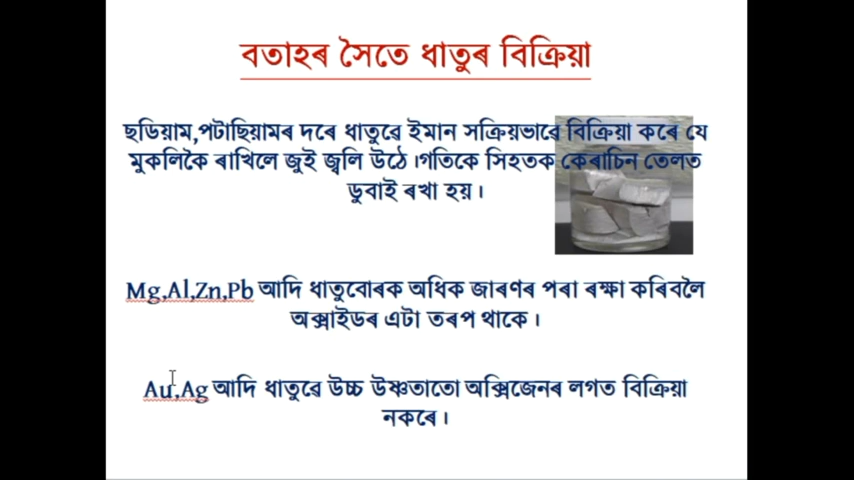 বতাহৰ সৈতে ধাতুৰ বিক্ৰিয়া
ছডিয়াম,পটাছিয়ামৰ দৰে ধাতুৱে ইমান সক্ৰিয়ভাৱে বিক্ৰিয়া কৰে যে
মুকলিকৈ ৰাখিলে জুই জ্বলি উঠে।গতিকে সিহতক কেৰাচিন তেলত
ডুবাই ৰখা হয়।
Mg,Al,Zn,Pb আদি ধাতুবোৰক অধিক জাৰণৰ পৰা ৰক্ষা কৰিবলৈ
অক্সাইডৰ এটা তৰপ থাকে।
Au,Ag আদি ধাতুৱে উচ্চ উষ্ণতাতো অক্সিজেনৰ লগত বিক্ৰিয়া
নকৰে।